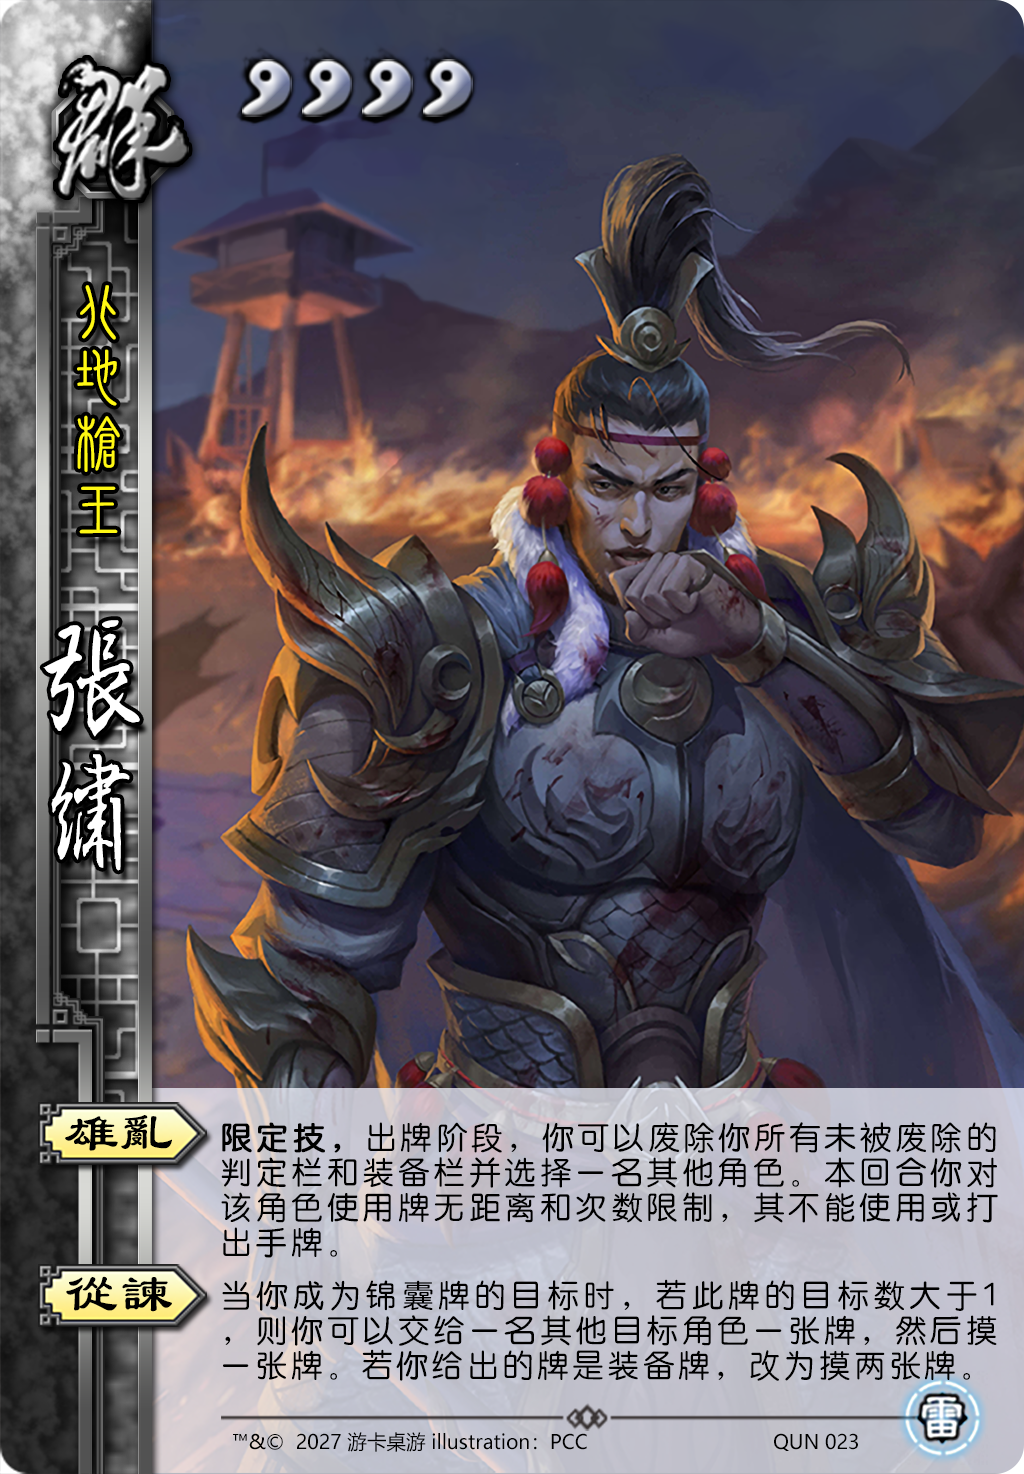 群
北地槍王
張繡
雄亂
限定技，出牌阶段，你可以废除你所有未被废除的
判定栏和装备栏并选择一名其他角色。本回合你对
该角色使用牌无距离和次数限制，其不能使用或打
出手牌。
從諫
当你成为锦囊牌的目标时，若此牌的目标数大于1
，则你可以交给一名其他目标角色一张牌，然后摸
一张牌。若你给出的牌是装备牌，改为摸两张牌。
™&© 2027 游卡桌游 illustration：PCC
QUN 023
雷